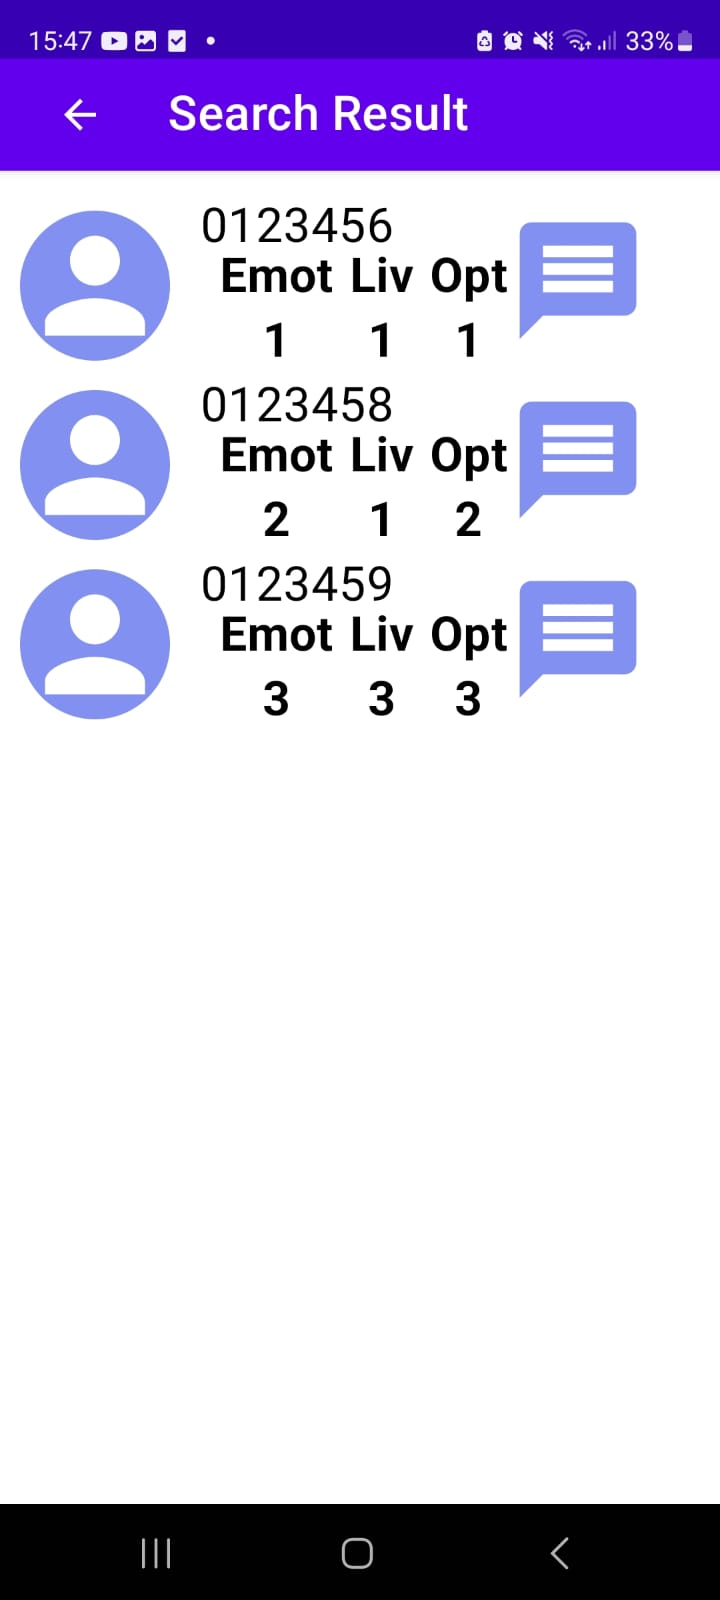 15:47 33%
Search Result
0123456
Emot Liv Opt
1 1 1
0123458
Emot Liv Opt
2 1 2
0123459
Emot Liv Opt
3 3 3